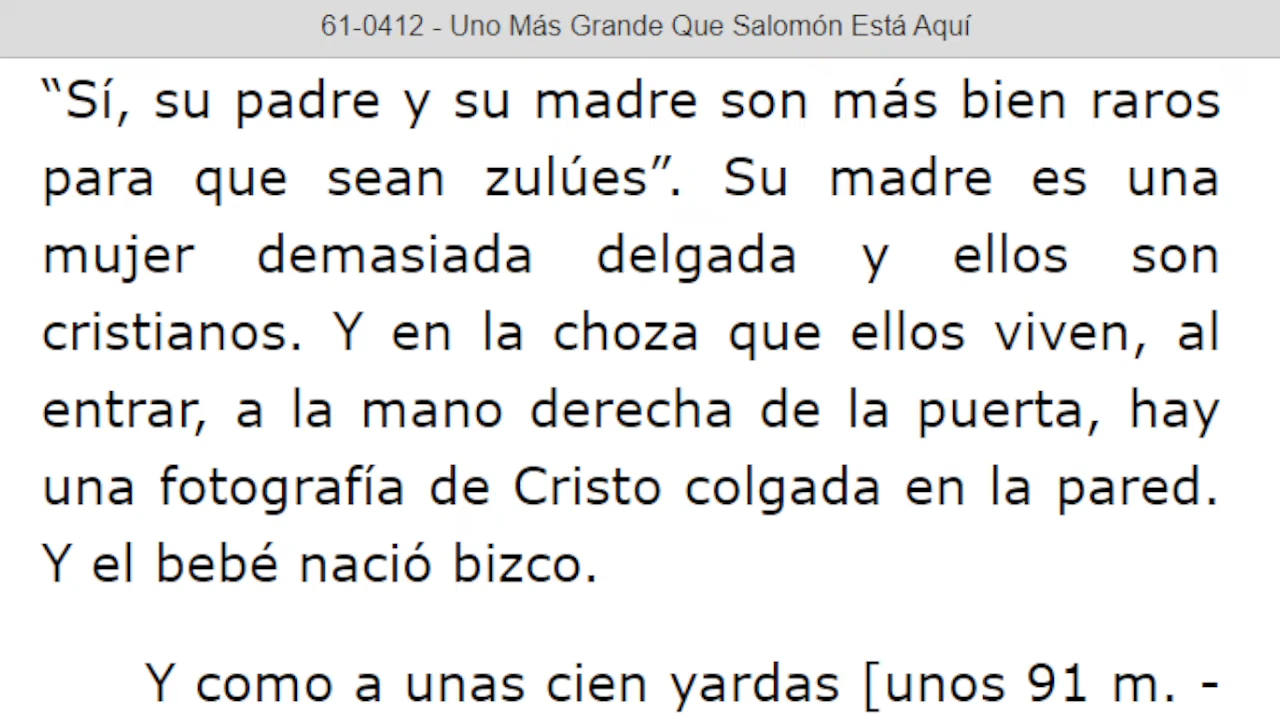 61-0412 - Uno Más Grande Que Salomón Está Aquí
“Sí, su padre y su madre son más bien raros
para que sean zulúes”. Su madre es una
mujer demasiada delgada y ellos son
cristianos. Y en la choza que ellos viven, al
entrar, a la mano derecha de la puerta, hay
una fotografía de Cristo colgada en la pared.
Y el bebé nació bizco.
Y como a unas cien yardas [unos 91 m. -